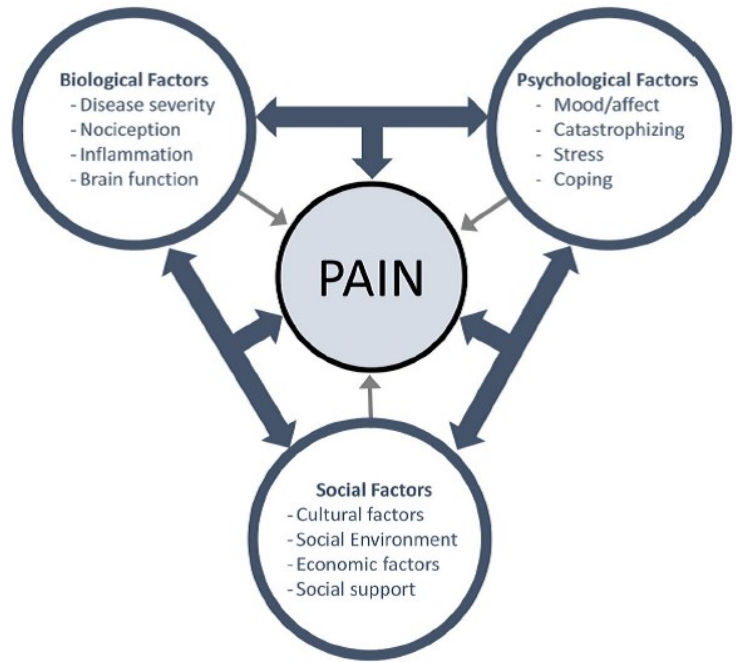 Biological Factors
- Disease severity
- Nociception
- Inflammation
- Brain function
Psychological Factors
- Mood/affect
- Catastrophizing
- Stress
- Coping
PAIN
Social Factors
- Cultural factors
- Social Environment
- Economic factors
- Social support